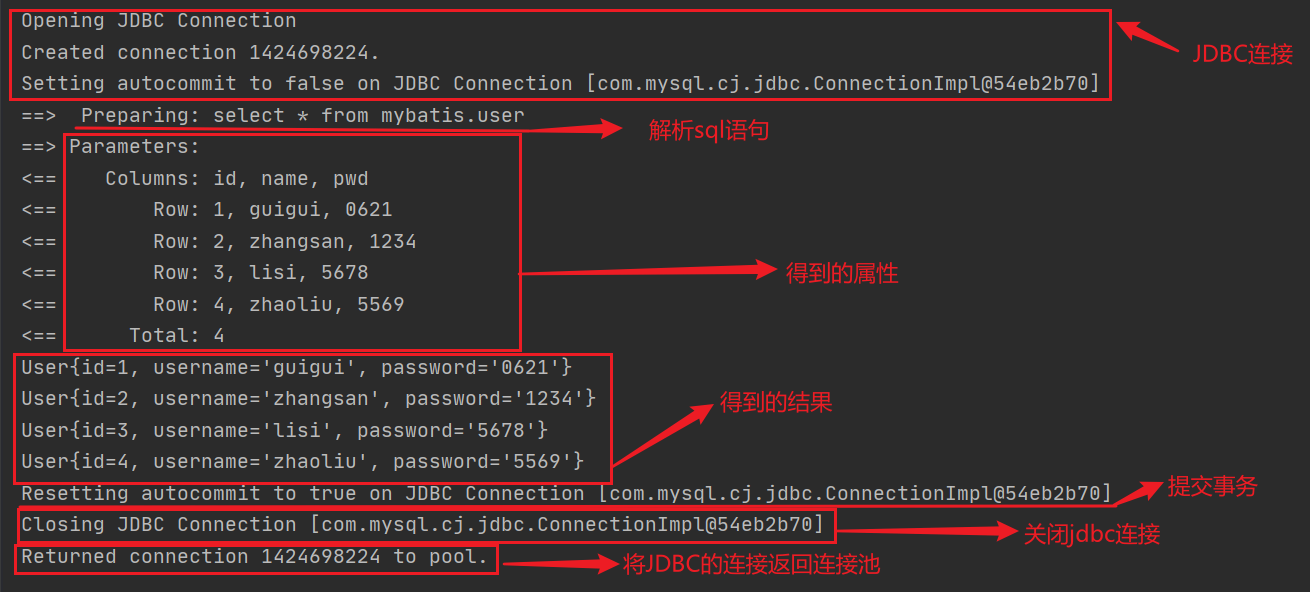 Opening JDBC Connection
Created connection 1424698224.
JDBC连接
Setting autocommit to false on JDBC Connection [com.mysql.cj.jdbc.ConnectionImpl@54eb2b70]
==>  Preparing: select * from mybatis.user
解析sql语句
==> Parameters:
<==    Columns: id, name, pwd
<==        Row: 1, guigui, 0621
<==        Row: 2, zhangsan, 1234
<==        Row: 3, lisi, 5678
得到的属性
<==        Row: 4, zhaoliu, 5569
<==      Total: 4
User{id=1, username='guigui', password='0621'}
User{id=2, username='zhangsan', password='1234'}
得到的结果
User{id=3, username='lisi', password='5678'}
User{id=4, username='zhaoliu', password='5569'}
Resetting autocommit to true on JDBC Connection [com.mysql.cj.jdbc.ConnectionImpl@54eb2b70]
提交事务
Closing JDBC Connection [com.mysql.cj.jdbc.ConnectionImpl@54eb2b70]
关闭jdbc连接
Returned connection 1424698224 to pool.
将JDBC的连接返回连接池